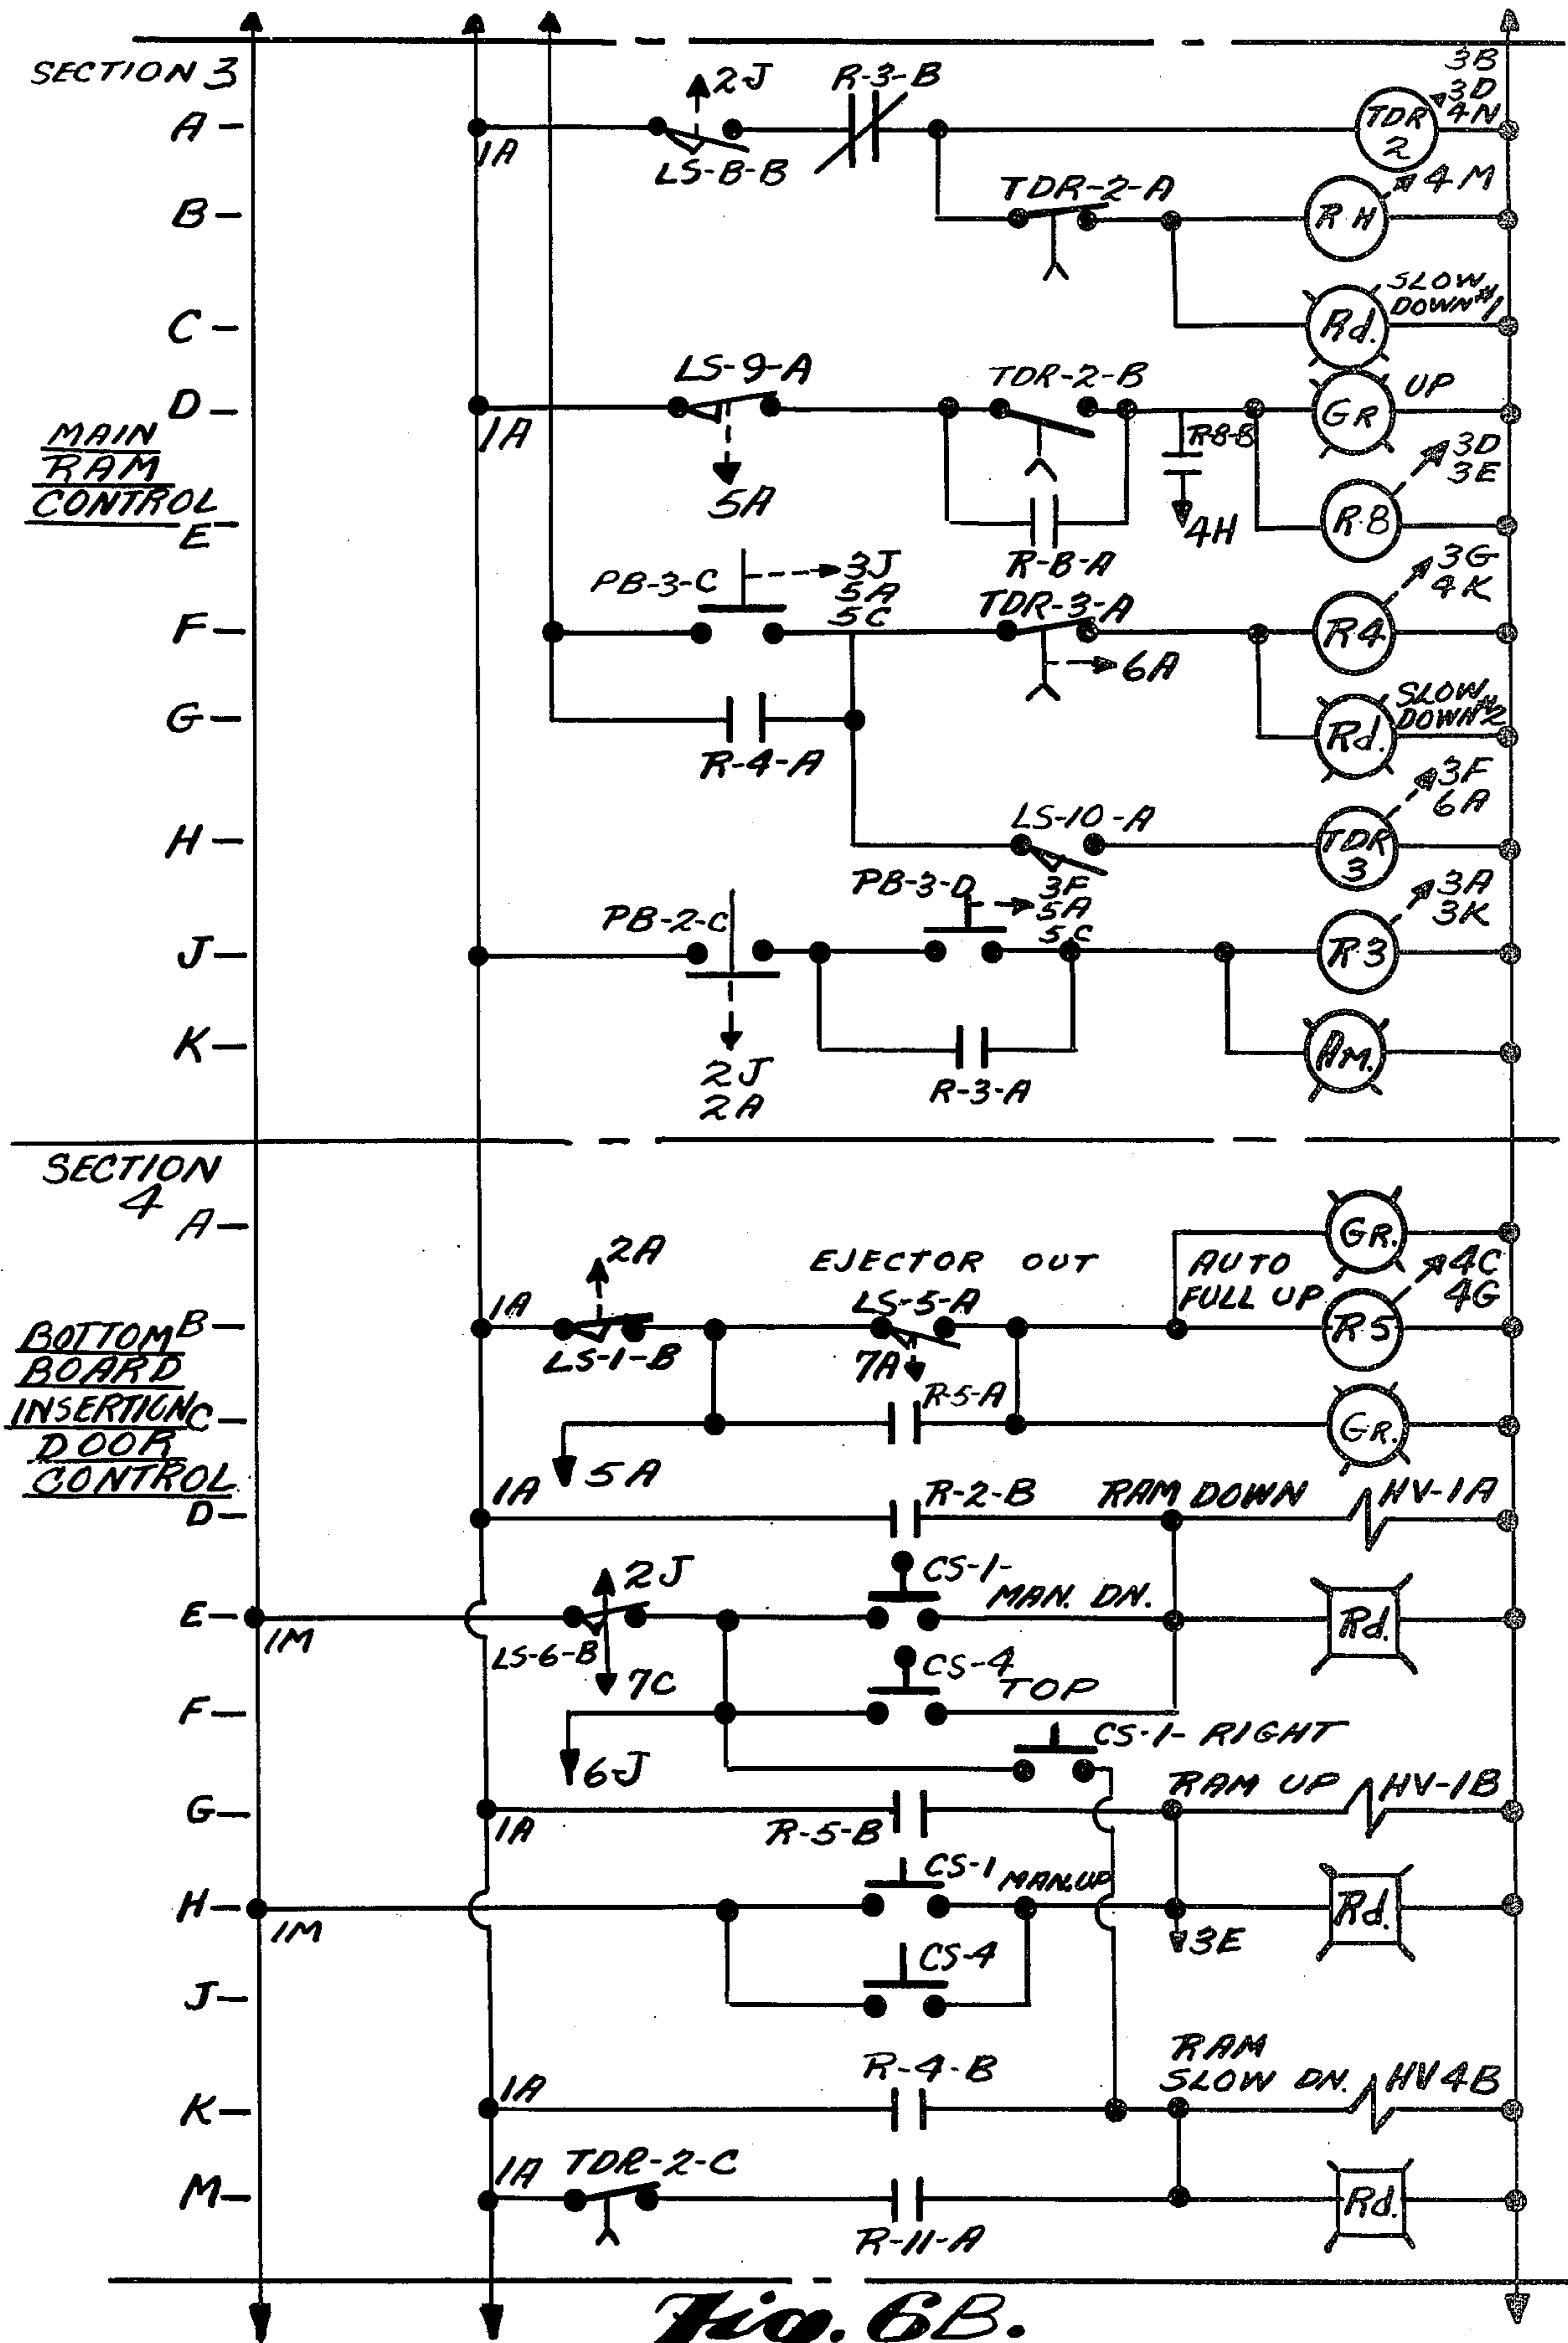 SECTION 3
2J
R-3-B
3B
3D
4N
A
1A
LS-8-B
TDR
2
B
TDR-2-A
4M
RH
C
SLOW
DOWN #1
Rd.
D
1A
LS-9-A
TDR-2-B
GR
UP
MAIN
RAM
CONTROL
5A
R-8-B
3D
3E
E
R-8-A
4H
R-8
PB-3-C
3J
5A
5C
3G
4K
F
TDR-3-A
6A
R4
G
R-4-A
SLOW
DOWN #2
Rd.
3F
6A
H
LS-10-A
TDR
3
PB-2-C
PB-3-D
3F
5A
5C
3A
3K
J
R-3
K
2J
2A
R-3-A
AM.
SECTION
4
A
GR.
2A
EJECTOR OUT
AUTO
FULL UP
4C
4G
B
1A
LS-1-B
LS-5-A
7A
R5
BOTTOM
BOARD
INSERTION
DOOR
CONTROL
C
5A
R-5-A
GR.
D
1A
R-2-B
RAM DOWN
HV-1A
E
1M
2J
LS-6-B
7C
CS-1-
MAN. DN.
Rd.
F
6J
CS-4
TOP
CS-1- RIGHT
G
1A
R-5-B
RAM UP
HV-1B
H
1M
CS-1
MAN. UP
3E
Rd.
J
CS-4
K
1A
R-4-B
RAM
SLOW DN.
HV4B
M
1A
TDR-2-C
R-11-A
Rd.
Fig. 6B.